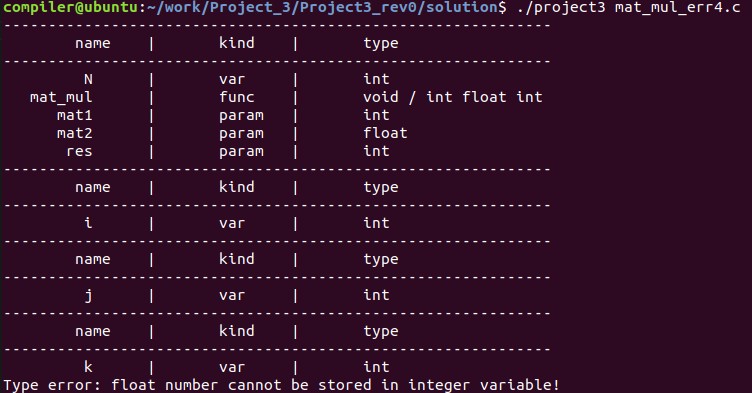 compiler@ubuntu:~/work/Project_3/Project3_rev0/solution$ ./project3 mat_mul_err4.c
-------------------------------------------------------------
        name    |       kind    |       type
-------------------------------------------------------------
         N      |       var     |       int
   mat_mul      |       func    |       void / int float int
      mat1      |       param   |       int
      mat2      |       param   |       float
       res      |       param   |       int
-------------------------------------------------------------
        name    |       kind    |       type
-------------------------------------------------------------
         i      |       var     |       int
-------------------------------------------------------------
        name    |       kind    |       type
-------------------------------------------------------------
         j      |       var     |       int
-------------------------------------------------------------
        name    |       kind    |       type
-------------------------------------------------------------
         k      |       var     |       int
Type error: float number cannot be stored in integer variable!